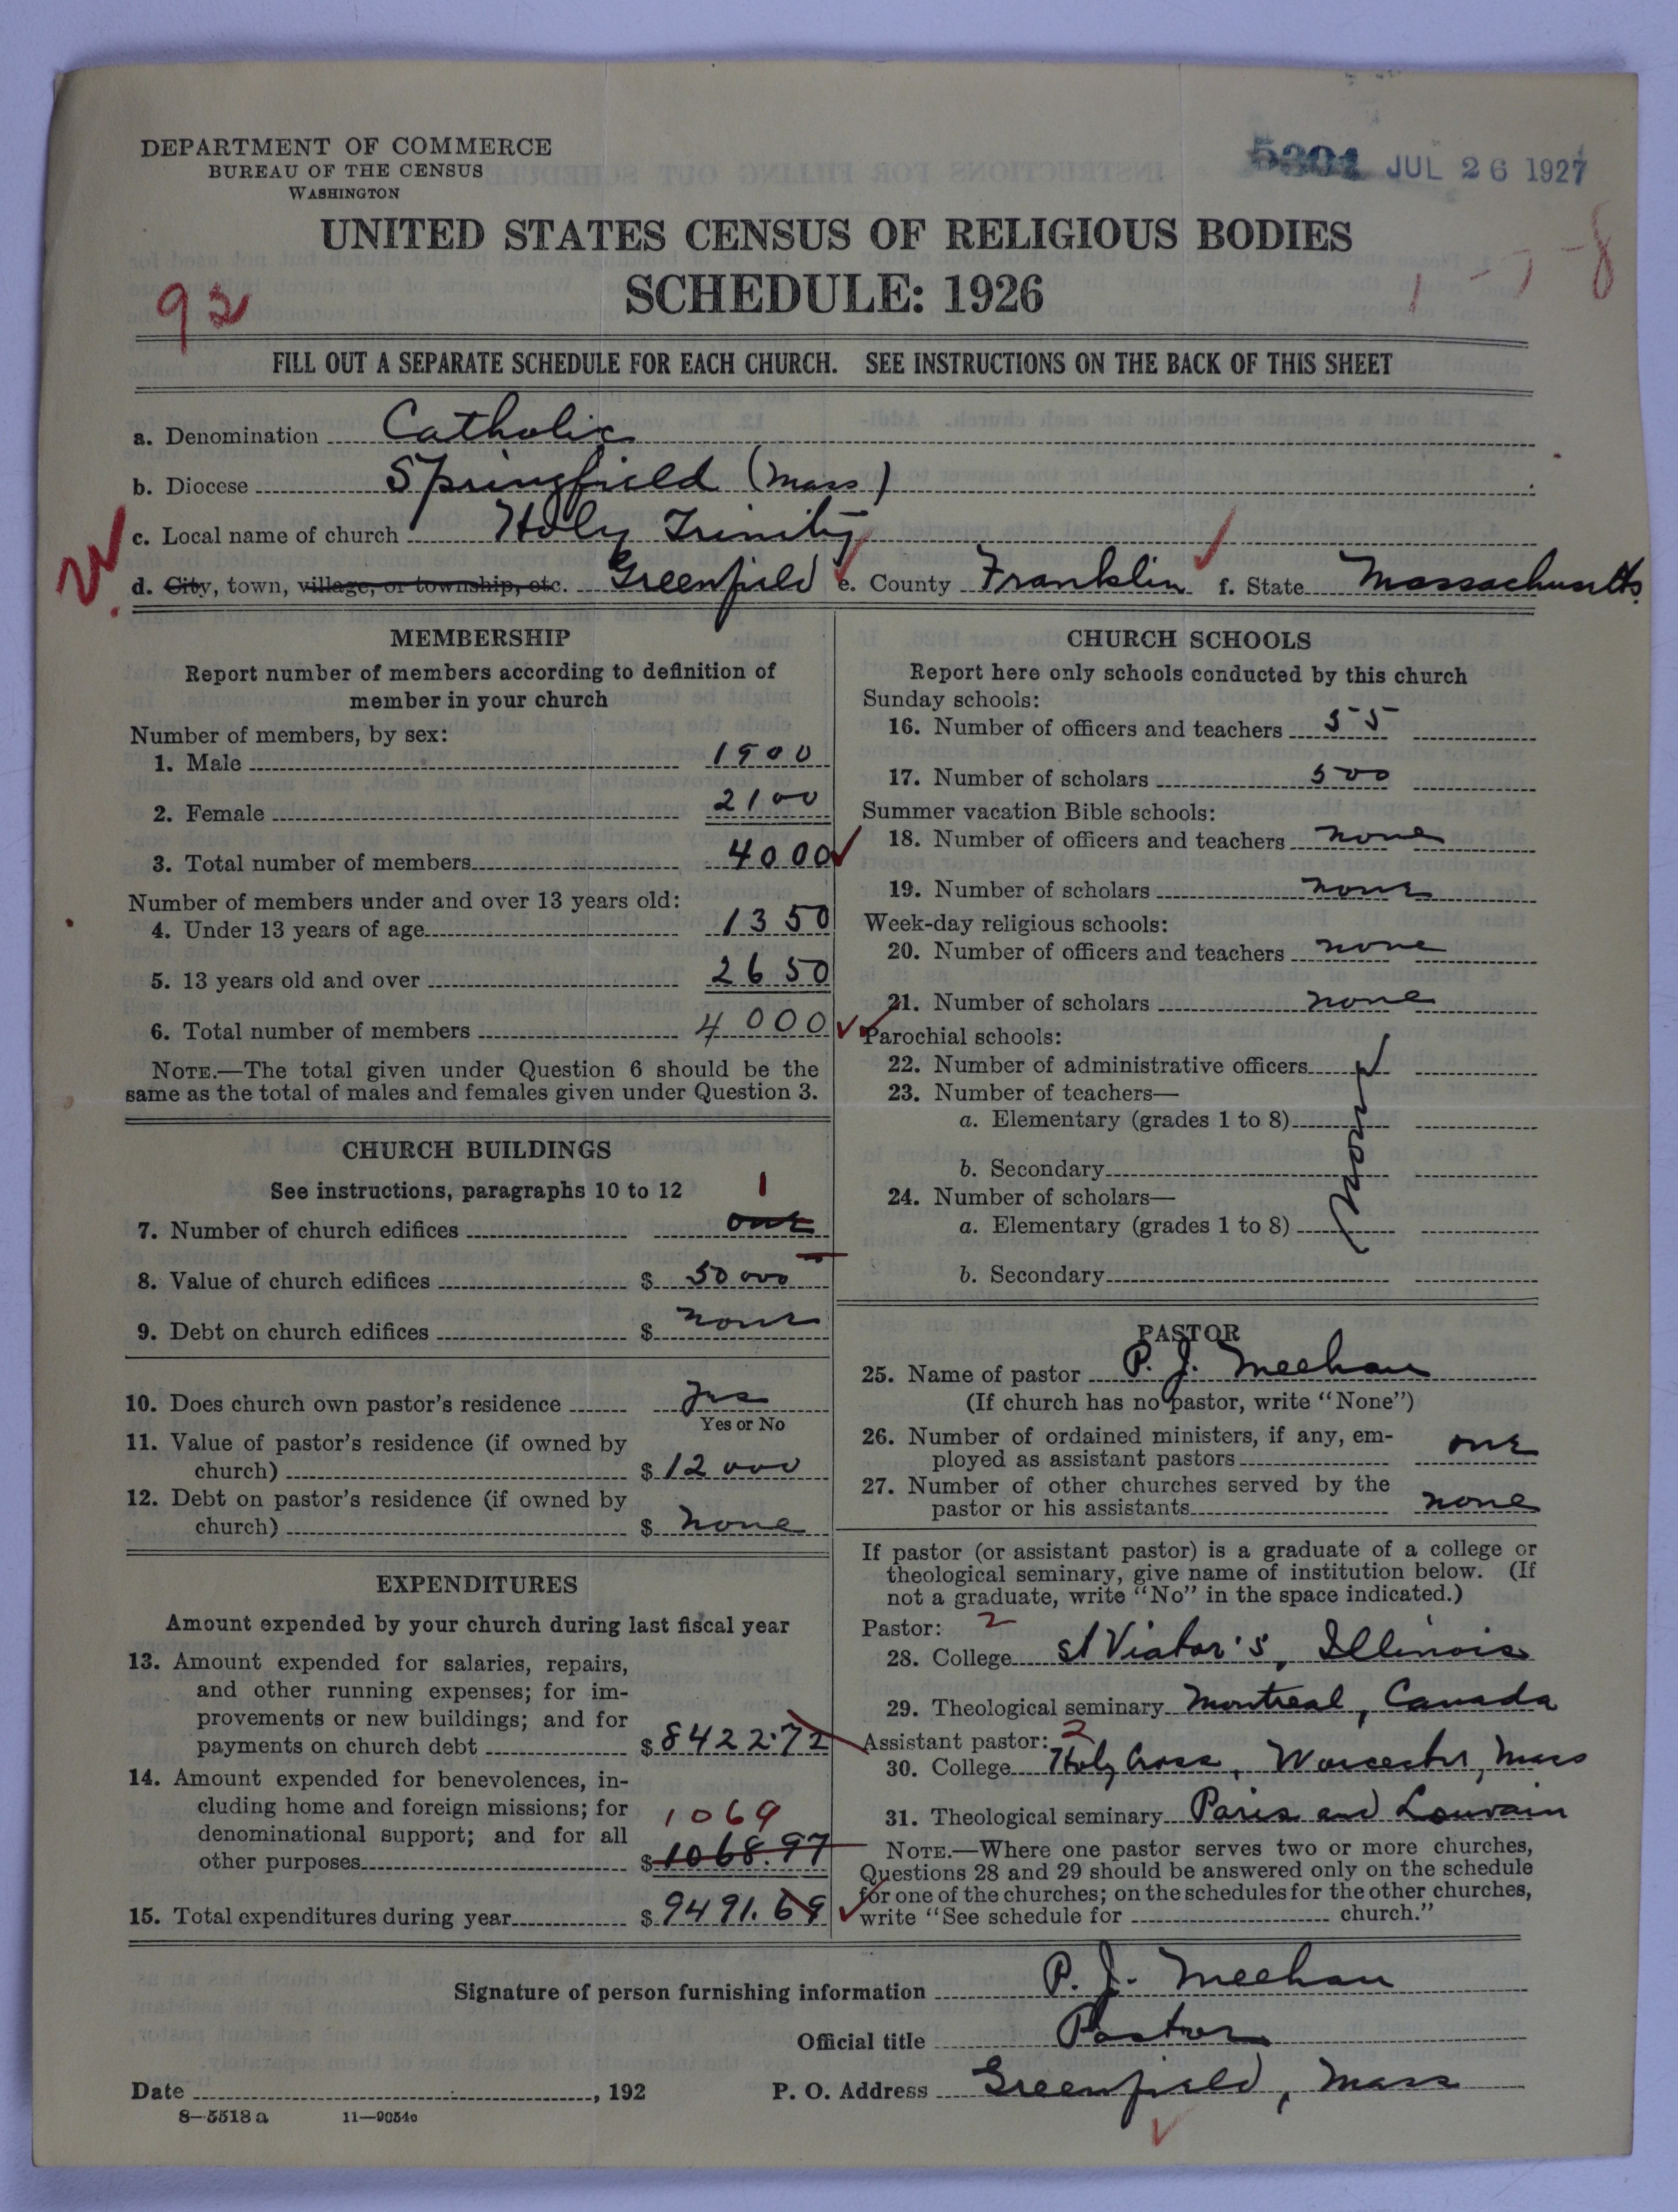 DEPARTMENT OF COMMERCE
BUREAU OF THE CENSUS
WASHINGTON
JUL 26 1927
UNITED STATES CENSUS OF RELIGIOUS BODIES
SCHEDULE: 1926
92
1-7-8
FILL OUT A SEPARATE SCHEDULE FOR EACH CHURCH. SEE INSTRUCTIONS ON THE BACK OF THIS SHEET
a. Denomination Catholic
b. Diocese Springfield (Mass)
c. Local name of church Holy Trinity
d. City, town, village, or township, etc. Greenfield e. County Franklin f. State Massachusetts
MEMBERSHIP
Report number of members according to definition of
member in your church
Number of members, by sex:
1. Male 1900
2. Female 2100
3. Total number of members 4000
Number of members under and over 13 years old:
4. Under 13 years of age 1350
5. 13 years old and over 2650
6. Total number of members 4000
NOTE.—The total given under Question 6 should be the
same as the total of males and females given under Question 3.
CHURCH BUILDINGS
See instructions, paragraphs 10 to 12
1
7. Number of church edifices one
8. Value of church edifices $ 50000
9. Debt on church edifices $ none
10. Does church own pastor's residence Yes
Yes or No
11. Value of pastor's residence (if owned by
church) $ 12000
12. Debt on pastor's residence (if owned by
church) $ none
EXPENDITURES
Amount expended by your church during last fiscal year
13. Amount expended for salaries, repairs,
and other running expenses; for im-
provements or new buildings; and for
payments on church debt $ 8422.72
14. Amount expended for benevolences, in-
cluding home and foreign missions; for
denominational support; and for all 1069
other purposes $ 1068.97
15. Total expenditures during year $ 9491.69
CHURCH SCHOOLS
Report here only schools conducted by this church
Sunday schools:
16. Number of officers and teachers 55
17. Number of scholars 500
Summer vacation Bible schools:
18. Number of officers and teachers none
19. Number of scholars none
Week-day religious schools:
20. Number of officers and teachers none
21. Number of scholars none
Parochial schools:
22. Number of administrative officers
23. Number of teachers—
a. Elementary (grades 1 to 8)
none
b. Secondary
24. Number of scholars—
a. Elementary (grades 1 to 8)
b. Secondary
PASTOR
25. Name of pastor P. J. Meehan
(If church has no pastor, write "None")
26. Number of ordained ministers, if any, em-
ployed as assistant pastors one
27. Number of other churches served by the
pastor or his assistants none
If pastor (or assistant pastor) is a graduate of a college or
theological seminary, give name of institution below. (If
not a graduate, write "No" in the space indicated.)
Pastor: 2
28. College St Viator's, Illinois
29. Theological seminary Montreal, Canada
Assistant pastor: 2
30. College Holy Cross, Worcester, Mass
31. Theological seminary Paris and Louvain
NOTE.—Where one pastor serves two or more churches,
Questions 28 and 29 should be answered only on the schedule
for one of the churches; on the schedules for the other churches,
write "See schedule for church."
Signature of person furnishing information P. J. Meehan
Official title Pastor
Date , 192 P. O. Address Greenfield, Mass
8—5518a 11—9054c